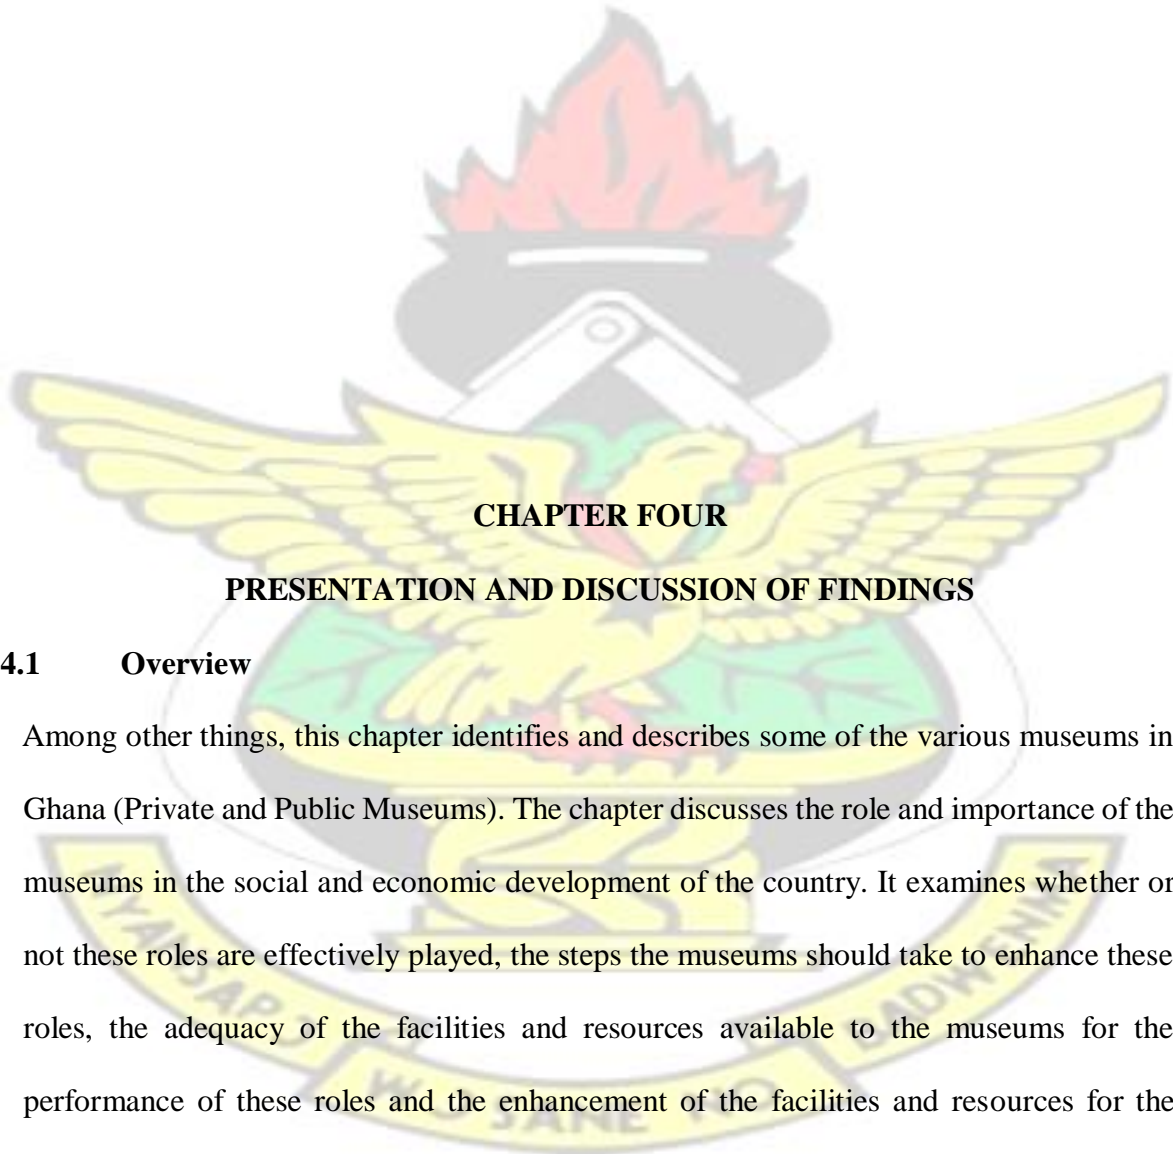 CHAPTER FOUR
PRESENTATION AND DISCUSSION OF FINDINGS
4.1 Overview
Among other things, this chapter identifies and describes some of the various museums in
Ghana (Private and Public Museums). The chapter discusses the role and importance of the
museums in the social and economic development of the country. It examines whether or
not these roles are effectively played, the steps the museums should take to enhance these
roles, the adequacy of the facilities and resources available to the museums for the
performance of these roles and the enhancement of the facilities and resources for the
SANE NO
BADWENMA